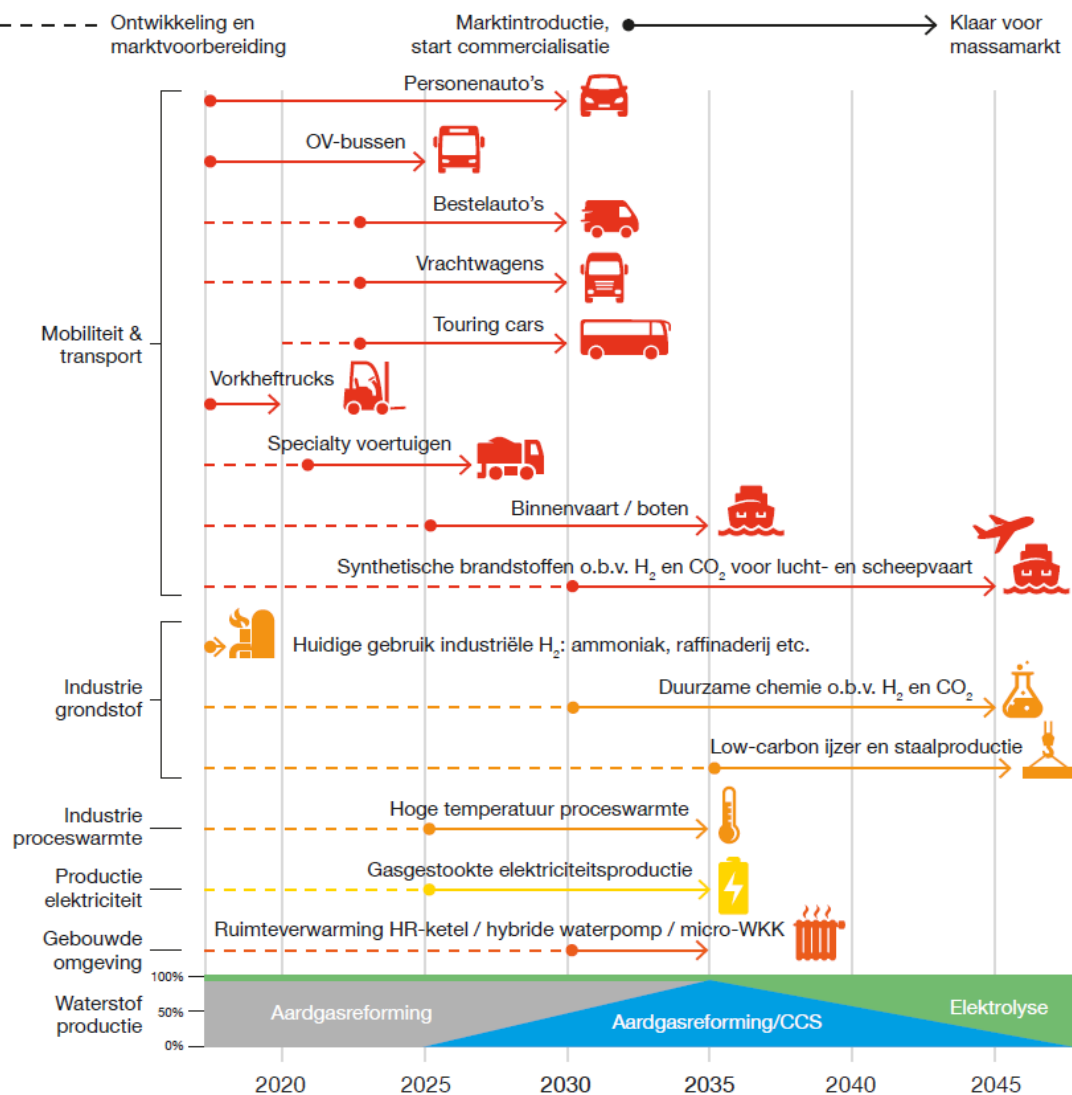 Ontwikkeling en
marktvoorbereiding
Marktintroductie,
start commercialisatie
Klaar voor
massamarkt
Personenauto's
OV-bussen
Bestelauto's
Vrachtwagens
Mobiliteit &
transport
Touring cars
Vorkheftrucks
Specialty voertuigen
Binnenvaart / boten
Synthetische brandstoffen o.b.v. H₂ en CO₂ voor lucht- en scheepvaart
Huidige gebruik industriële H₂: ammoniak, raffinaderij etc.
Industrie
grondstof
Duurzame chemie o.b.v. H₂ en CO₂
Low-carbon ijzer en staalproductie
Industrie
proceswarmte
Hoge temperatuur proceswarmte
Productie
elektriciteit
Gasgestookte elektriciteitsproductie
Gebouwde
omgeving
Ruimteverwarming HR-ketel / hybride waterpomp / micro-WKK
Waterstof
productie
100%
50%
0%
Aardgasreforming
Aardgasreforming/CCS
Elektrolyse
2020 2025 2030 2035 2040 2045